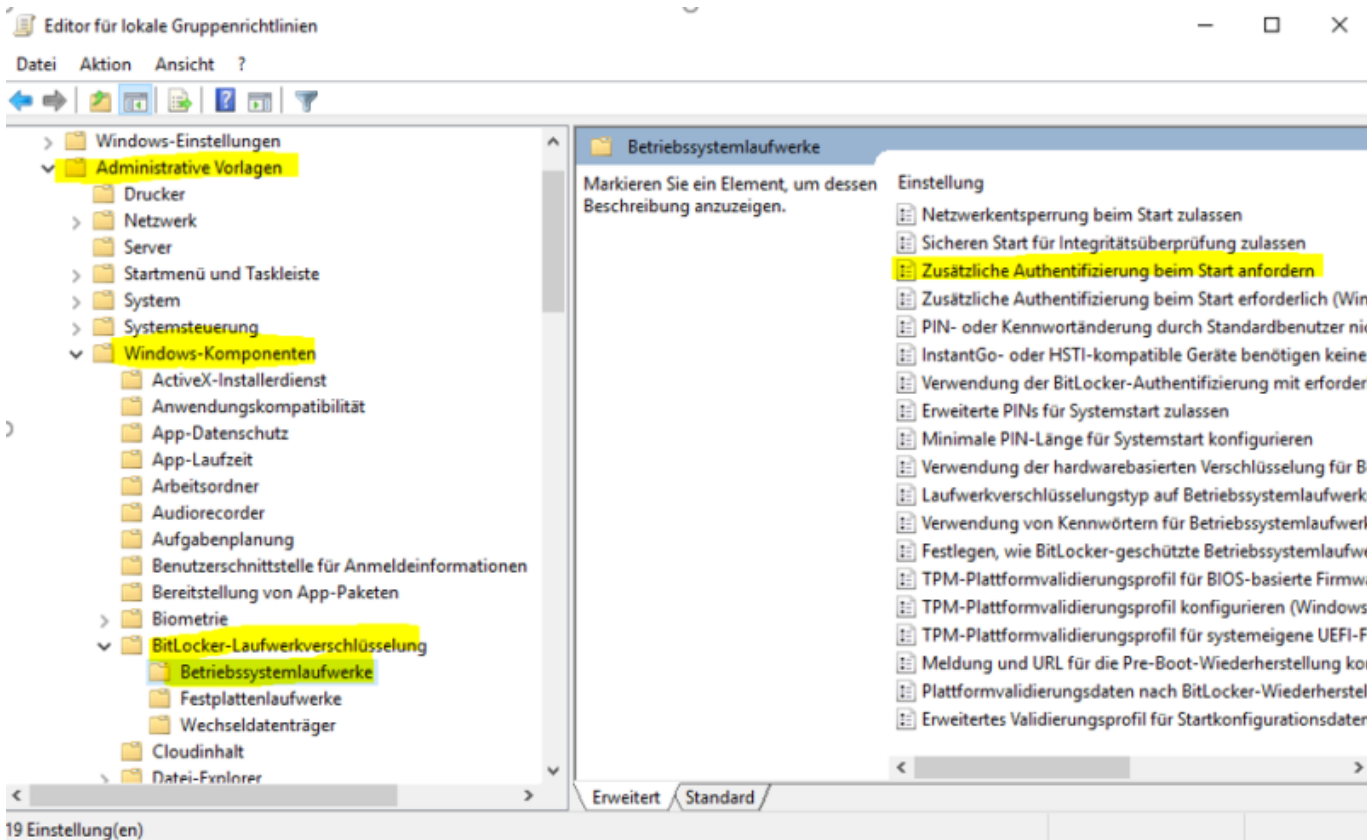 Editor für lokale Gruppenrichtlinien
Datei Aktion Ansicht ?
Windows-Einstellungen
Administrative Vorlagen
Drucker
Netzwerk
Server
Startmenü und Taskleiste
System
Systemsteuerung
Windows-Komponenten
ActiveX-Installerdienst
Anwendungskompatibilität
App-Datenschutz
App-Laufzeit
Arbeitsordner
Audiorecorder
Aufgabenplanung
Benutzerschnittstelle für Anmeldeinformationen
Bereitstellung von App-Paketen
Biometrie
BitLocker-Laufwerkverschlüsselung
Betriebssystemlaufwerke
Festplattenlaufwerke
Wechseldatenträger
Cloudinhalt
Datei-Explorer
Betriebssystemlaufwerke
Markieren Sie ein Element, um dessen
Beschreibung anzuzeigen.
Einstellung
Netzwerkentsperrung beim Start zulassen
Sicheren Start für Integritätsüberprüfung zulassen
Zusätzliche Authentifizierung beim Start anfordern
Zusätzliche Authentifizierung beim Start erforderlich (Win
PIN- oder Kennwortänderung durch Standardbenutzer nic
InstantGo- oder HSTI-kompatible Geräte benötigen keine
Verwendung der BitLocker-Authentifizierung mit erforder
Erweiterte PINs für Systemstart zulassen
Minimale PIN-Länge für Systemstart konfigurieren
Verwendung der hardwarebasierten Verschlüsselung für B
Laufwerkverschlüsselungstyp auf Betriebssystemlaufwerk
Verwendung von Kennwörtern für Betriebssystemlaufwerk
Festlegen, wie BitLocker-geschützte Betriebssystemlaufwe
TPM-Plattformvalidierungsprofil für BIOS-basierte Firmwa
TPM-Plattformvalidierungsprofil konfigurieren (Windows
TPM-Plattformvalidierungsprofil für systemeigene UEFI-F
Meldung und URL für die Pre-Boot-Wiederherstellung kon
Plattformvalidierungsdaten nach BitLocker-Wiederherstel
Erweitertes Validierungsprofil für Startkonfigurationsdaten
Erweitert Standard
19 Einstellung(en)